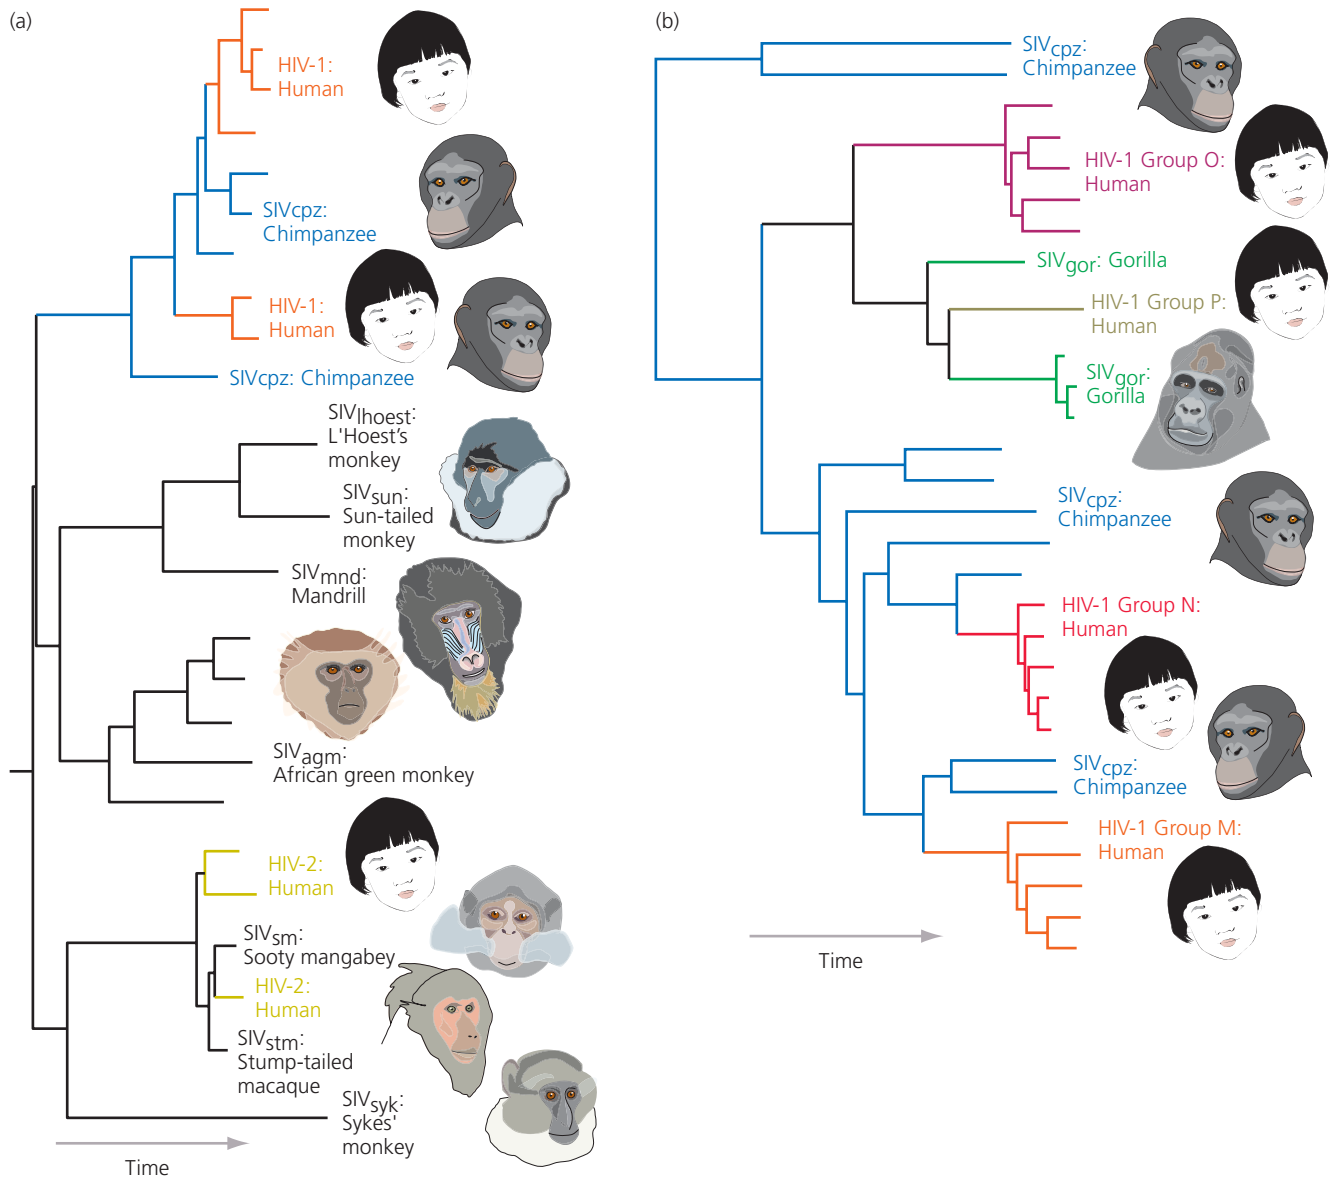 (a)
HIV-1:
Human
SIVcpz:
Chimpanzee
HIV-1:
Human
SIVcpz: Chimpanzee
SIVlhoest:
L'Hoest's
monkey
SIVsun:
Sun-tailed
monkey
SIVmnd:
Mandrill
SIVagm:
African green monkey
HIV-2:
Human
SIVsm:
Sooty mangabey
HIV-2:
Human
SIVstm:
Stump-tailed
macaque
SIVsyk:
Sykes'
monkey
Time
(b)
SIVcpz:
Chimpanzee
HIV-1 Group O:
Human
SIVgor: Gorilla
HIV-1 Group P:
Human
SIVgor:
Gorilla
SIVcpz:
Chimpanzee
HIV-1 Group N:
Human
SIVcpz:
Chimpanzee
HIV-1 Group M:
Human
Time